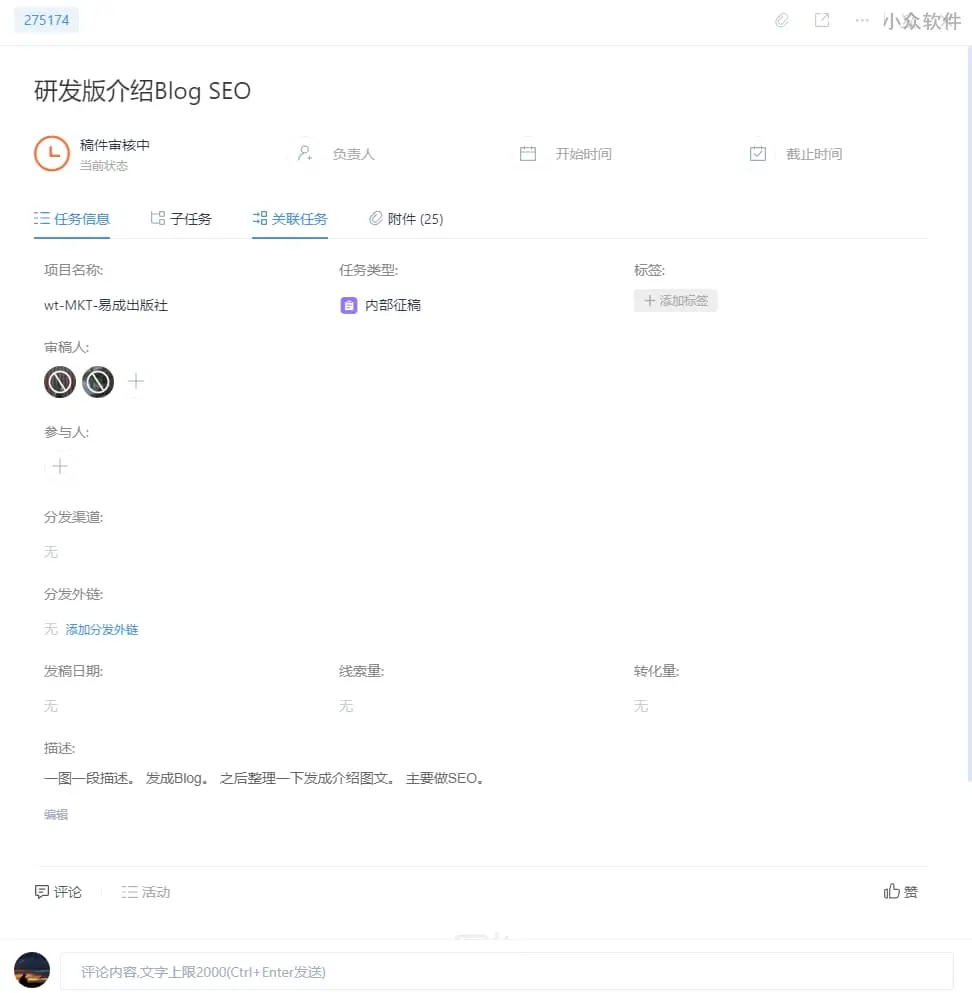 275174
小众软件
研发版介绍Blog SEO
稿件审核中
当前状态
负责人
开始时间
截止时间
任务信息
子任务
关联任务
附件 (25)
项目名称:
任务类型:
标签:
wt-MKT-易成出版社
内部征稿
添加标签
审稿人:
参与人:
分发渠道:
无
分发外链:
无 添加分发外链
发稿日期:
线索量:
转化量:
无
无
无
描述:
一图一段描述。 发成Blog。 之后整理一下发成介绍图文。 主要做SEO。
编辑
评论
活动
赞
评论内容,文字上限2000(Ctrl+Enter发送)